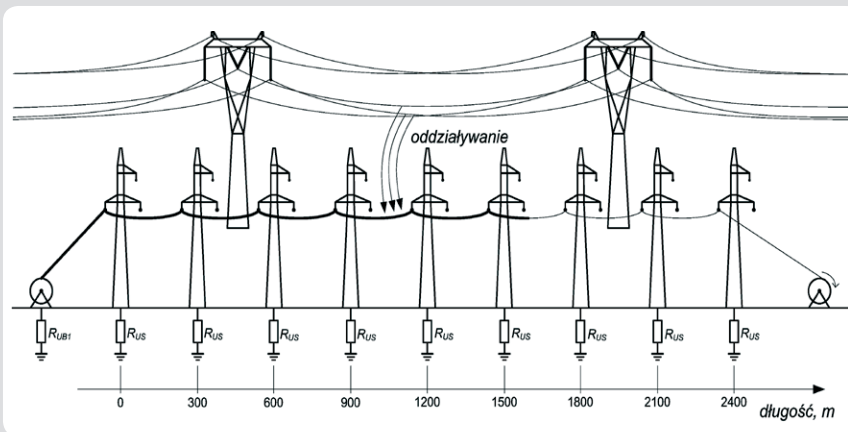 oddziaływanie
R_UB1 R_US R_US R_US R_US R_US R_US R_US R_US R_US
0 300 600 900 1200 1500 1800 2100 2400
długość, m